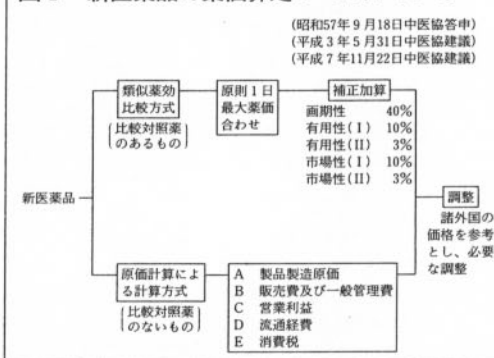 (昭和57年9月18日中医協答申)
(平成3年5月31日中医協建議)
(平成7年11月22日中医協建議)
類似薬効
比較方式
比較対照薬
のあるもの
原則1日
最大薬価
合わせ
補正加算
画期性 40%
有用性(I) 10%
有用性(II) 3%
市場性(I) 10%
市場性(II) 3%
新医薬品
調整
諸外国の
価格を参考
とし、必要
な調整
原価計算によ
る計算方式
比較対照薬
のないもの
A 製品製造原価
B 販売費及び一般管理費
C 営業利益
D 流通経費
E 消費税